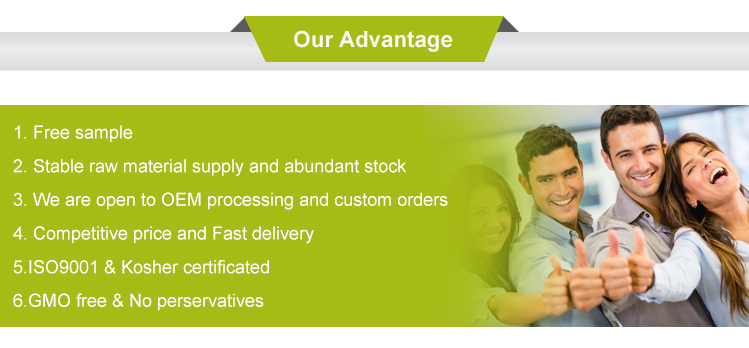 Our Advantage
1. Free sample
2. Stable raw material supply and abundant stock
3. We are open to OEM processing and custom orders
4. Competitive price and Fast delivery
5.ISO9001 & Kosher certificated
6.GMO free & No perservatives